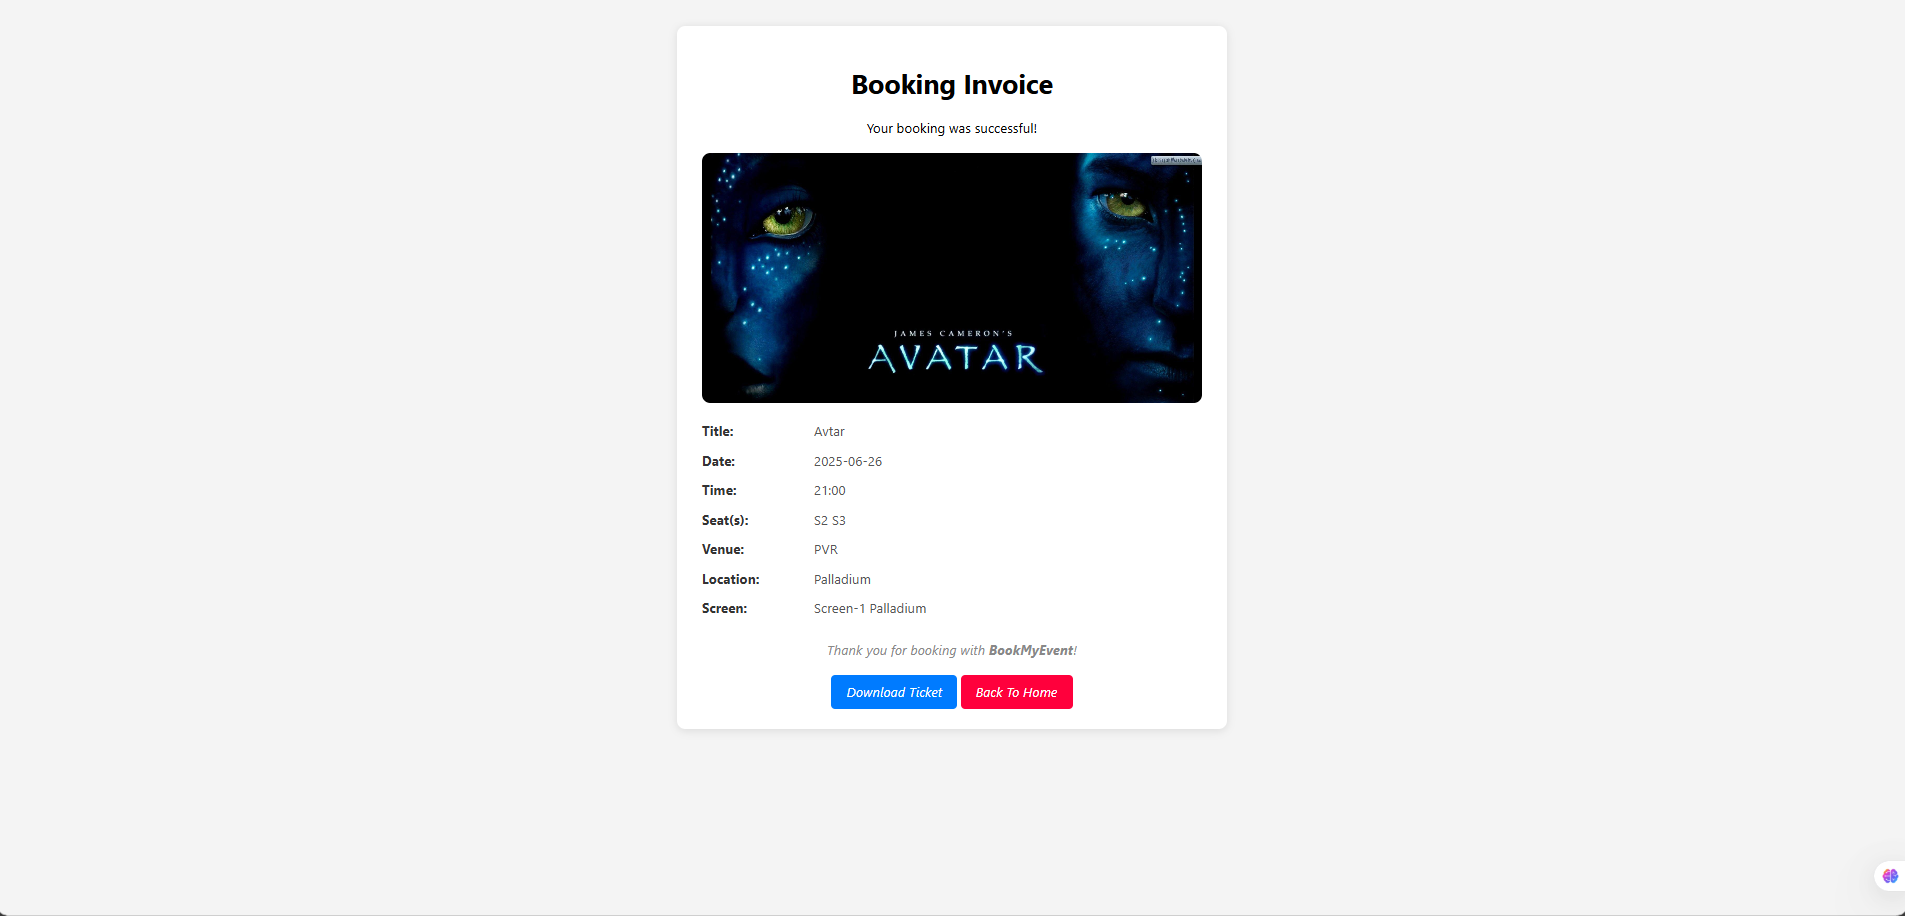 Booking Invoice
Your booking was successful!
JAMES CAMERON'S
AVATAR
Title: Avtar
Date: 2025-06-26
Time: 21:00
Seat(s): S2 S3
Venue: PVR
Location: Palladium
Screen: Screen-1 Palladium
Thank you for booking with BookMyEvent!
Download Ticket Back To Home